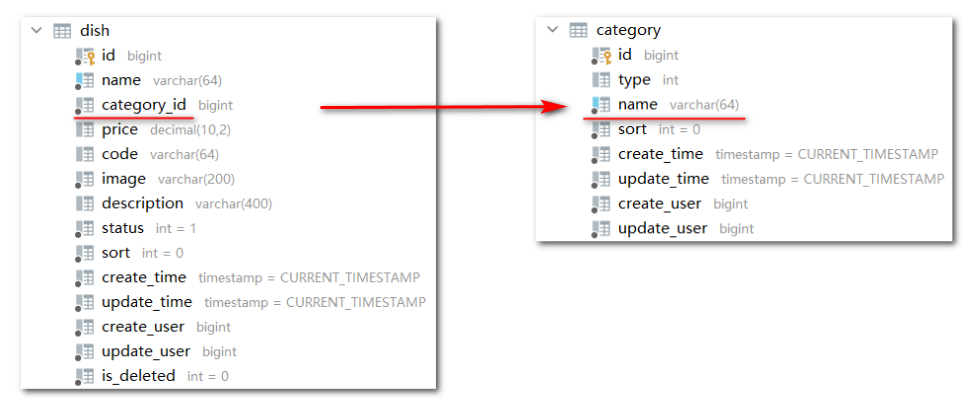 dish
id bigint
name varchar(64)
category_id bigint
price decimal(10,2)
code varchar(64)
image varchar(200)
description varchar(400)
status int = 1
sort int = 0
create_time timestamp = CURRENT_TIMESTAMP
update_time timestamp = CURRENT_TIMESTAMP
create_user bigint
update_user bigint
is_deleted int = 0
category
id bigint
type int
name varchar(64)
sort int = 0
create_time timestamp = CURRENT_TIMESTAMP
update_time timestamp = CURRENT_TIMESTAMP
create_user bigint
update_user bigint